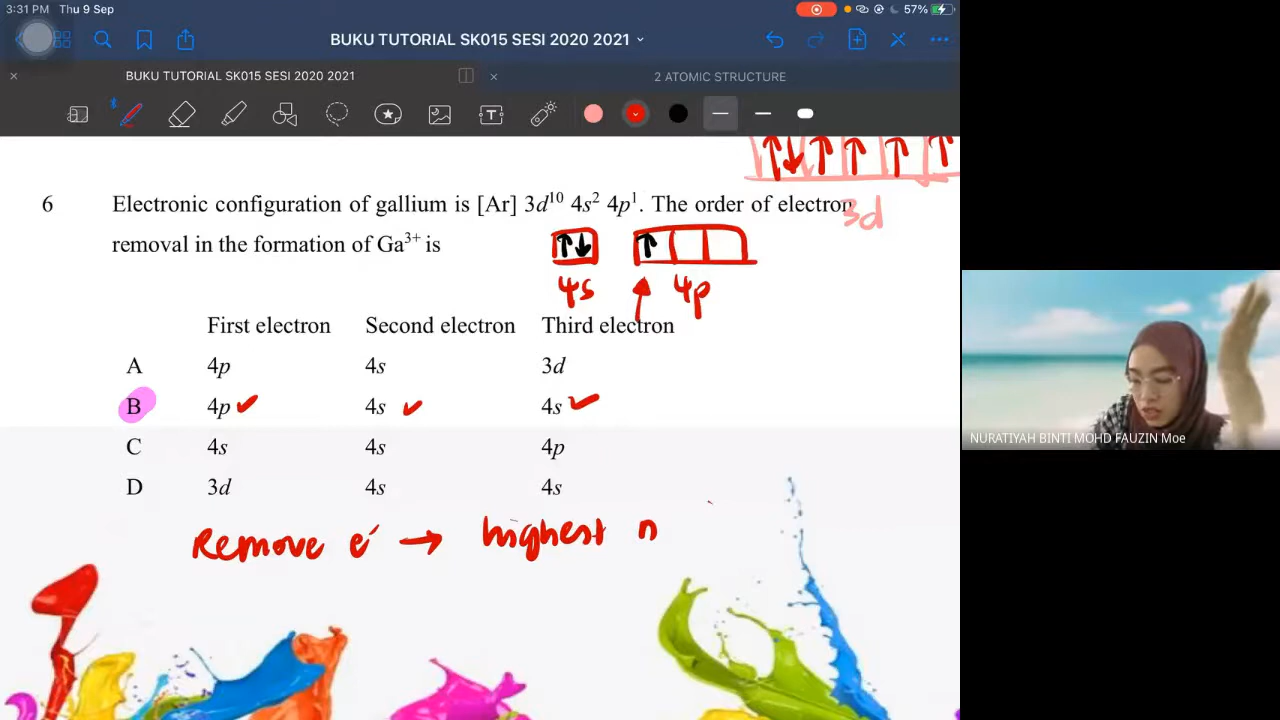 3:31 PM Thu 9 Sep
57%
BUKU TUTORIAL SK015 SESI 2020 2021
BUKU TUTORIAL SK015 SESI 2020 2021
2 ATOMIC STRUCTURE
3d
6 Electronic configuration of gallium is [Ar] 3d¹⁰ 4s² 4p¹. The order of electron
removal in the formation of Ga³⁺ is
4s 4p
First electron Second electron Third electron
A 4p 4s 3d
B 4p 4s 4s
C 4s 4s 4p
D 3d 4s 4s
Remove e⁻ → highest n
NURATIYAH BINTI MOHD FAUZIN Moe